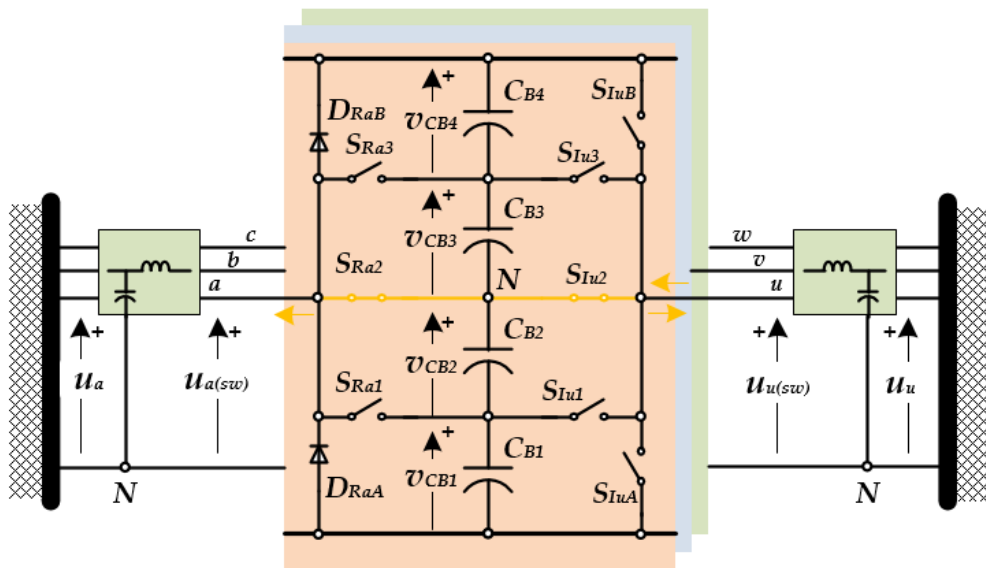 C_B4
S_IuB
D_RaB
v_CB4
S_Ra3
S_Iu3
C_B3
v_CB3
c
b
a
w
v
u
S_Ra2
N
S_Iu2
C_B2
v_CB2
u_a
u_a(sw)
u_u(sw)
u_u
S_Ra1
S_Iu1
C_B1
v_CB1
D_RaA
S_IuA
N
N
+
+
+
+
+
+
+
+